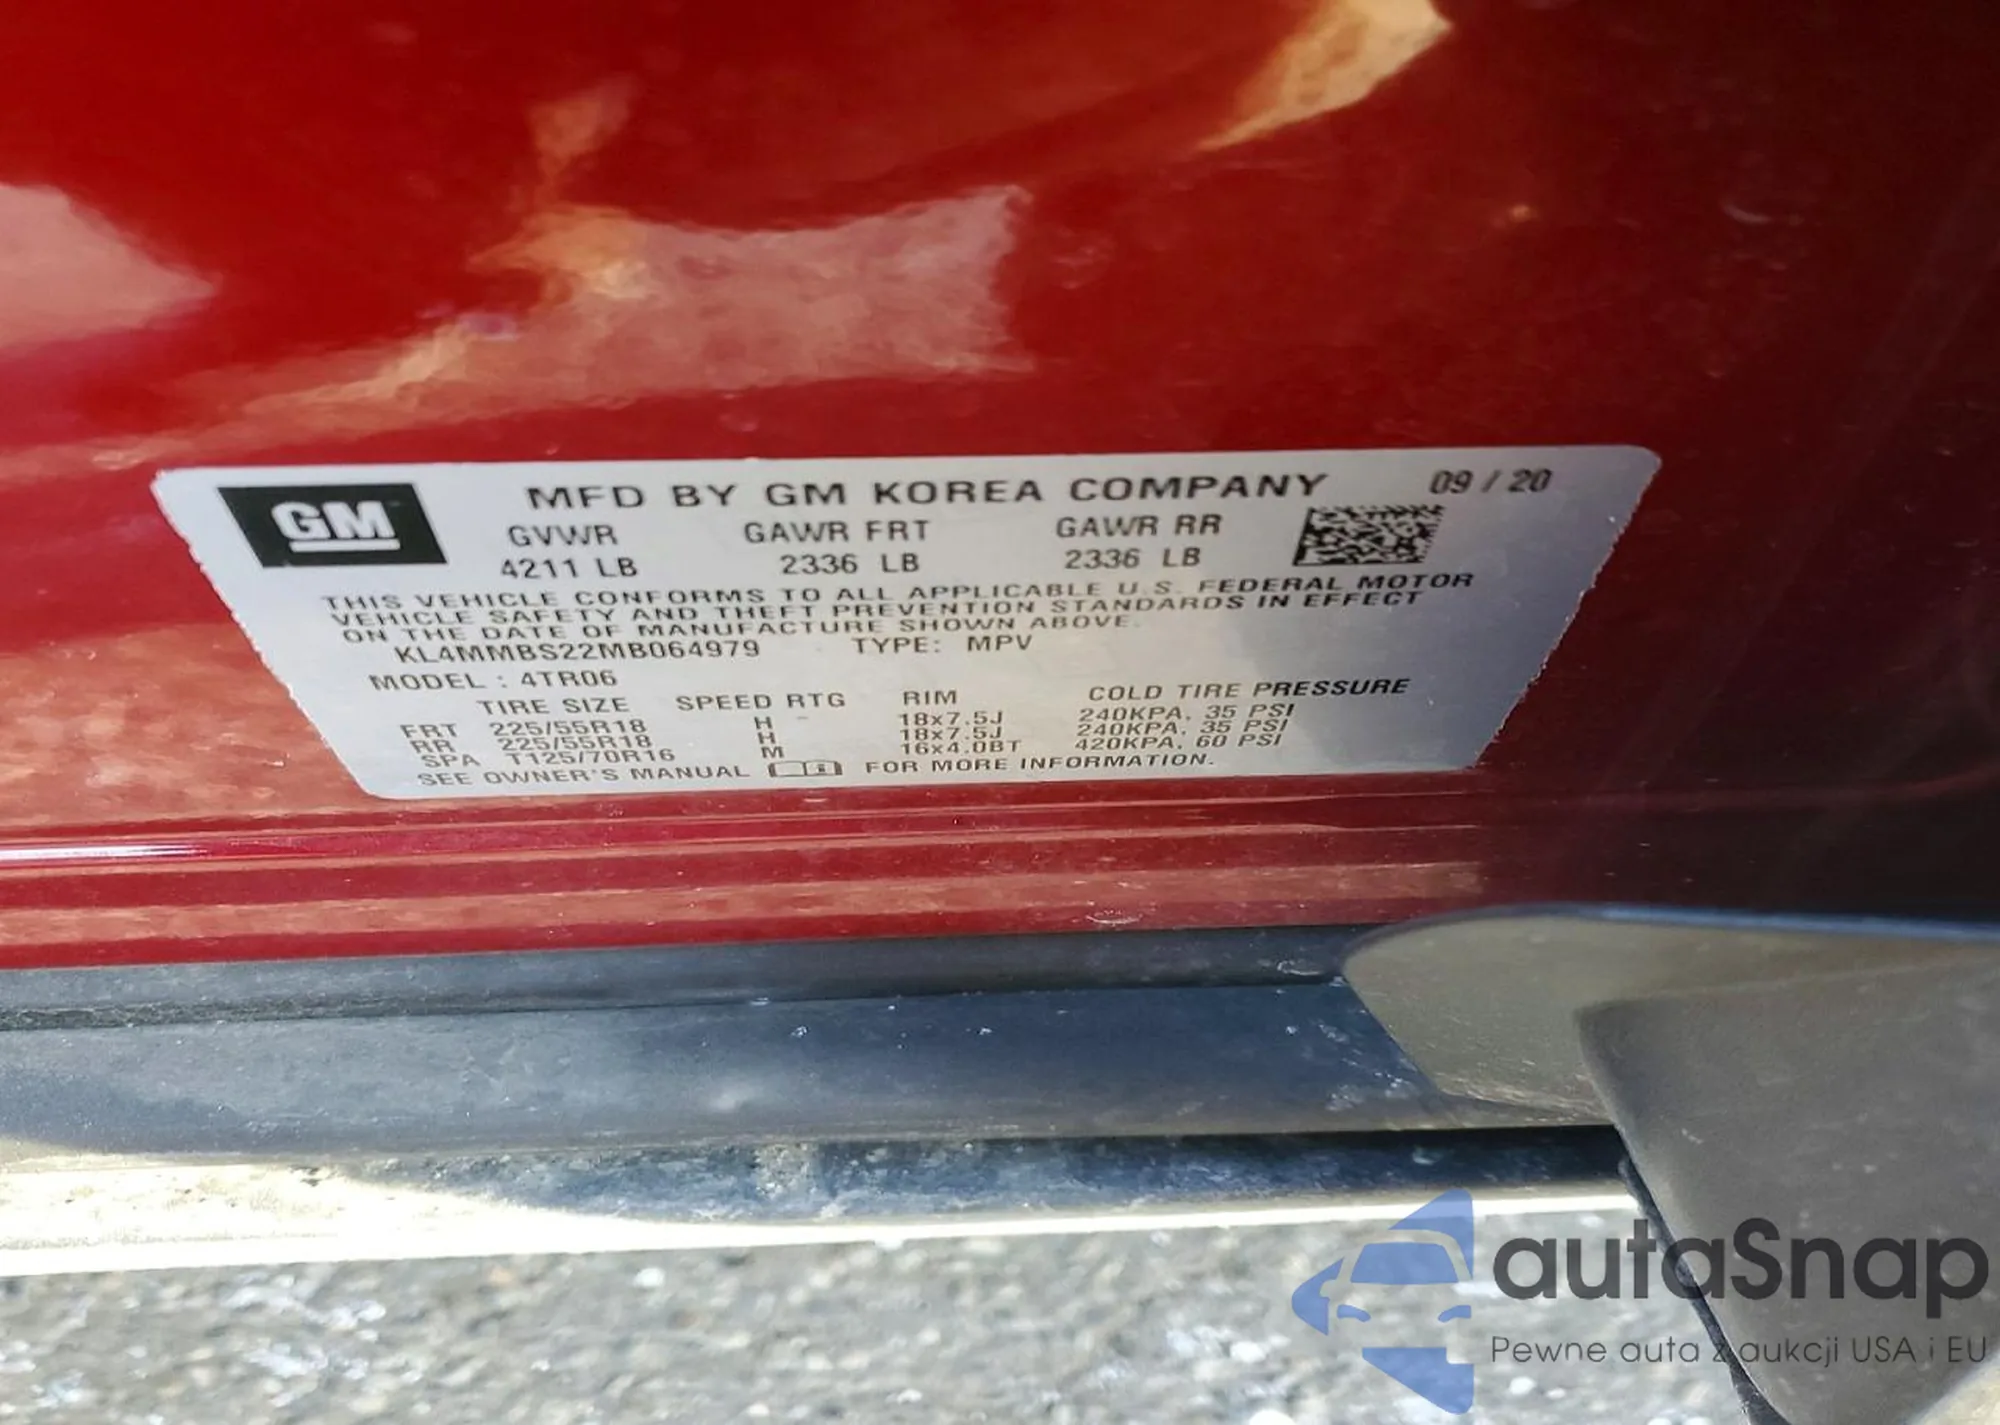 GM MFD BY GM KOREA COMPANY 09 / 20
GVWR GAWR FRT GAWR RR
4211 LB 2336 LB 2336 LB
THIS VEHICLE CONFORMS TO ALL APPLICABLE U.S. FEDERAL MOTOR
VEHICLE SAFETY AND THEFT PREVENTION STANDARDS IN EFFECT
ON THE DATE OF MANUFACTURE SHOWN ABOVE.
KL4MMBS22MB064979 TYPE: MPV
MODEL : 4TR06
TIRE SIZE SPEED RTG RIM COLD TIRE PRESSURE
FRT 225/55R18 H 18x7.5J 240KPA, 35 PSI
RR 225/55R18 H 18x7.5J 240KPA, 35 PSI
SPA T125/70R16 M 16x4.0BT 420KPA, 60 PSI
SEE OWNER'S MANUAL FOR MORE INFORMATION.
autaSnap
Pewne auta z aukcji USA i EU